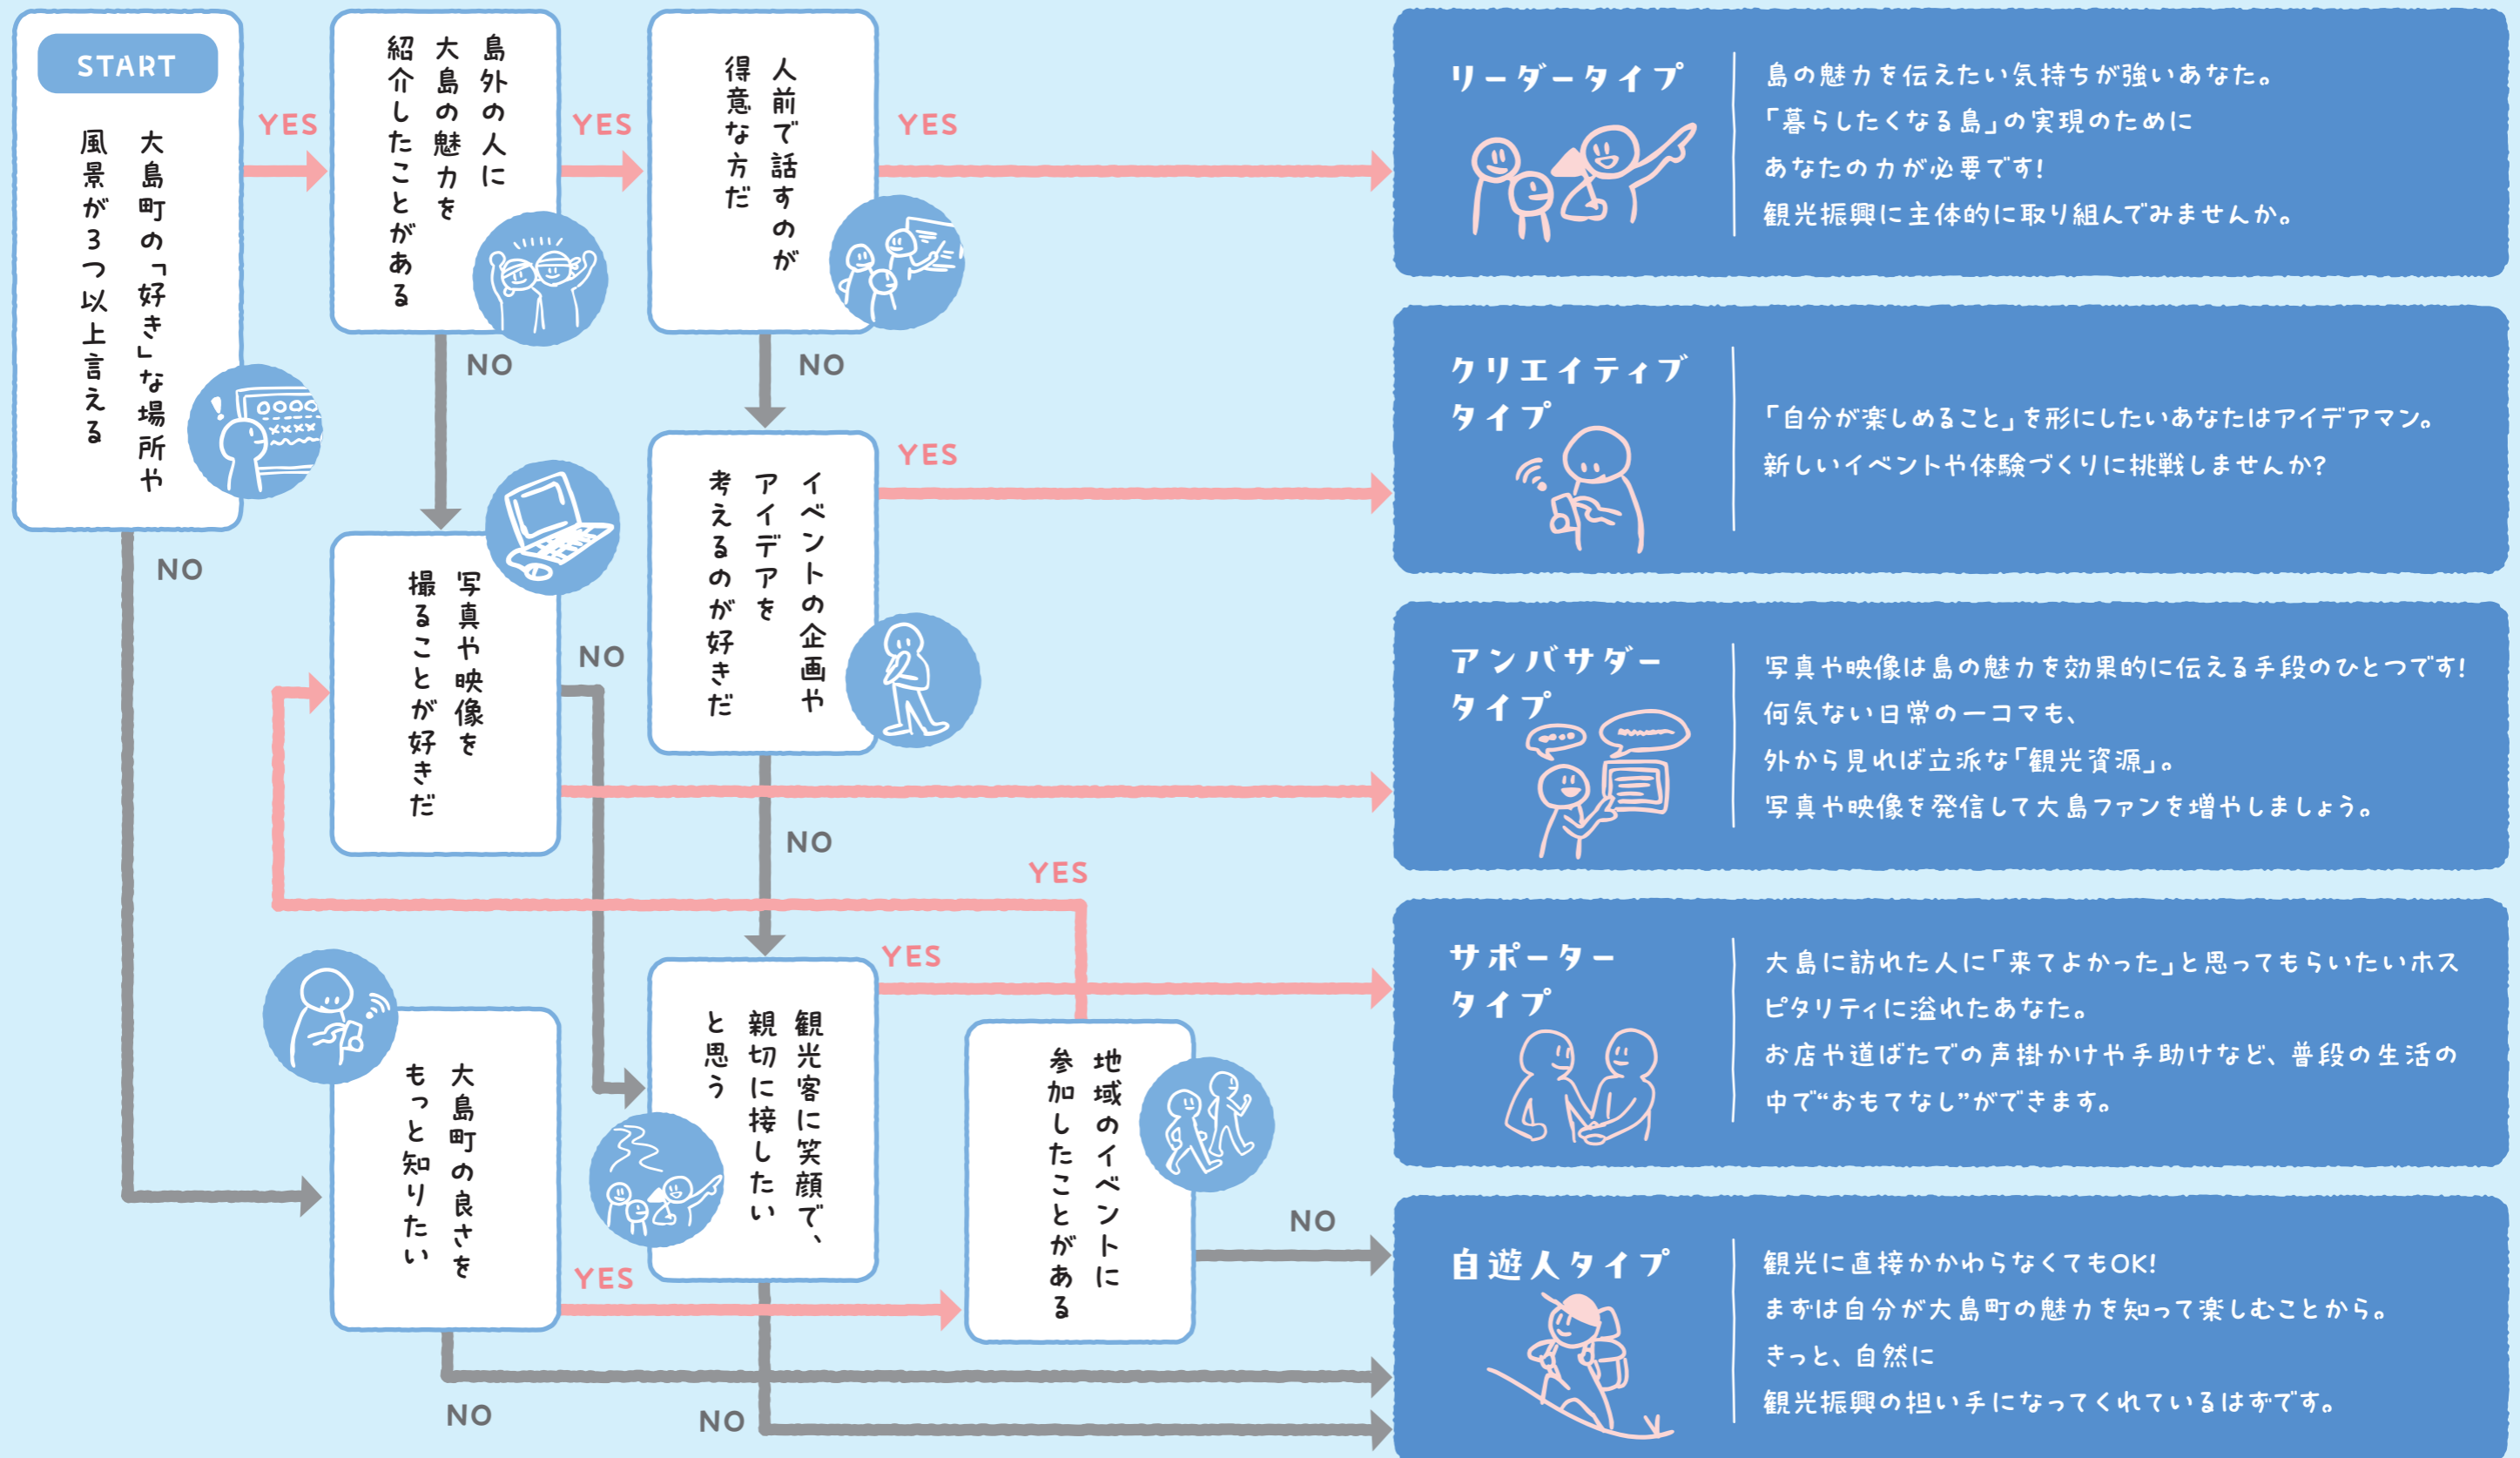 START
大島町の「好き」な場所や
風景が3つ以上言える
YES
NO
島外の人に
大島の魅力を
紹介したことがある
YES
NO
人前で話すのが
得意な方だ
YES
NO
イベントの企画や
アイデアを
考えるのが好きだ
YES
NO
写真や映像を
撮ることが好きだ
NO
大島町の良さを
もっと知りたい
YES
NO
観光客に笑顔で、
親切に接したい
と思う
YES
NO
地域のイベントに
参加したことがある
YES
NO
リーダータイプ
島の魅力を伝えたい気持ちが強いあなた。
「暮らしたくなる島」の実現のために
あなたの力が必要です!
観光振興に主体的に取り組んでみませんか。
クリエイティブ
タイプ
「自分が楽しめること」を形にしたいあなたはアイデアマン。
新しいイベントや体験づくりに挑戦しませんか?
アンバサダー
タイプ
写真や映像は島の魅力を効果的に伝える手段のひとつです!
何気ない日常の一コマも、
外から見れば立派な「観光資源」。
写真や映像を発信して大島ファンを増やしましょう。
サポーター
タイプ
大島に訪れた人に「来てよかった」と思ってもらいたいホス
ピタリティに溢れたあなた。
お店や道ばたでの声掛かけや手助けなど、普段の生活の
中で“おもてなし”ができます。
自遊人タイプ
観光に直接かかわらなくてもOK!
まずは自分が大島町の魅力を知って楽しむことから。
きっと、自然に
観光振興の担い手になってくれているはずです。